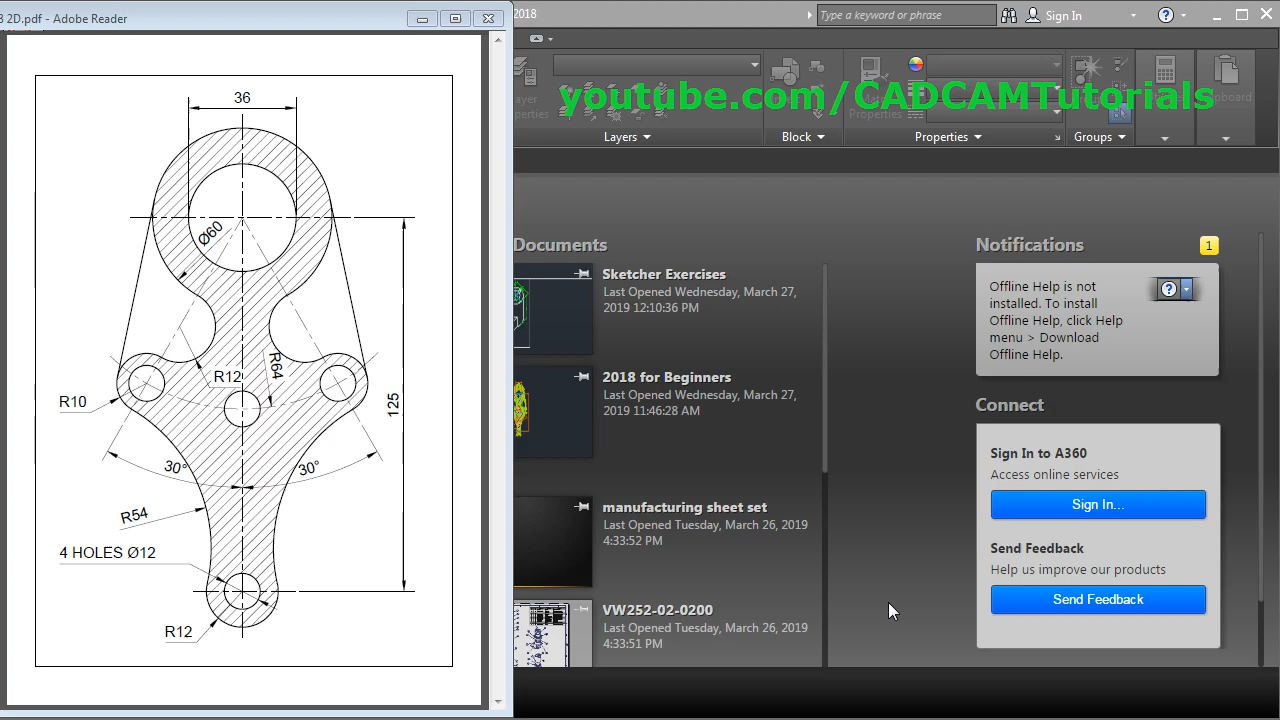 3 2D.pdf - Adobe Reader
36
Ø60
R12
R64
R10
125
30°
30°
R54
4 HOLES Ø12
R12
2018
Type a keyword or phrase
Sign In
youtube.com/CADCAMTutorials
Layers
Block
Properties
Groups
Documents
Sketcher Exercises
Last Opened Wednesday, March 27,
2019 12:10:36 PM
2018 for Beginners
Last Opened Wednesday, March 27,
2019 11:46:28 AM
manufacturing sheet set
Last Opened Tuesday, March 26, 2019
4:33:52 PM
VW252-02-0200
Last Opened Tuesday, March 26, 2019
4:33:51 PM
Notifications
1
Offline Help is not
installed. To install
Offline Help, click Help
menu > Download
Offline Help.
Connect
Sign In to A360
Access online services
Sign In...
Send Feedback
Help us improve our products
Send Feedback